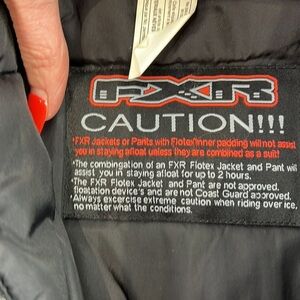 FXR
CAUTION!!!
*FXR Jackets or Pants with Flotex/inner padding will not assist
you in staying afloat unless they are combined as a suit!
*The combination of an FXR Flotex Jacket and Pant will
assist you in staying afloat for up to 2 hours.
*The FXR Flotex Jacket and Pant are not approved
floatation device's and are not Coast Guard approved.
*Always excercise extreme caution when riding over ice,
no matter what the conditions.